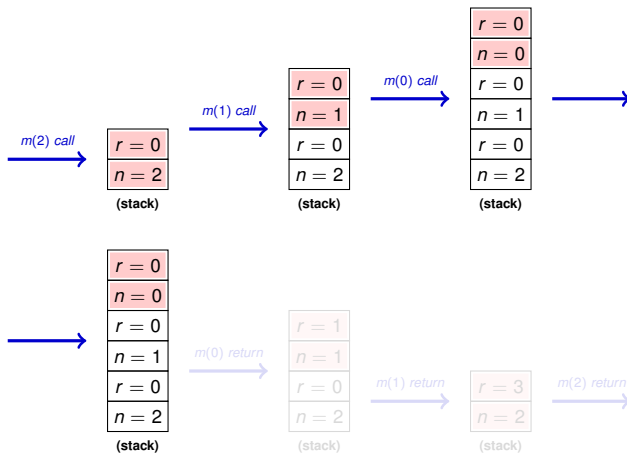 m(2) call
r = 0
n = 2
(stack)
m(1) call
r = 0
n = 1
r = 0
n = 2
(stack)
m(0) call
r = 0
n = 0
r = 0
n = 1
r = 0
n = 2
(stack)
r = 0
n = 0
r = 0
n = 1
r = 0
n = 2
(stack)
m(0) return
r = 1
n = 1
r = 0
n = 2
(stack)
m(1) return
r = 3
n = 2
(stack)
m(2) return